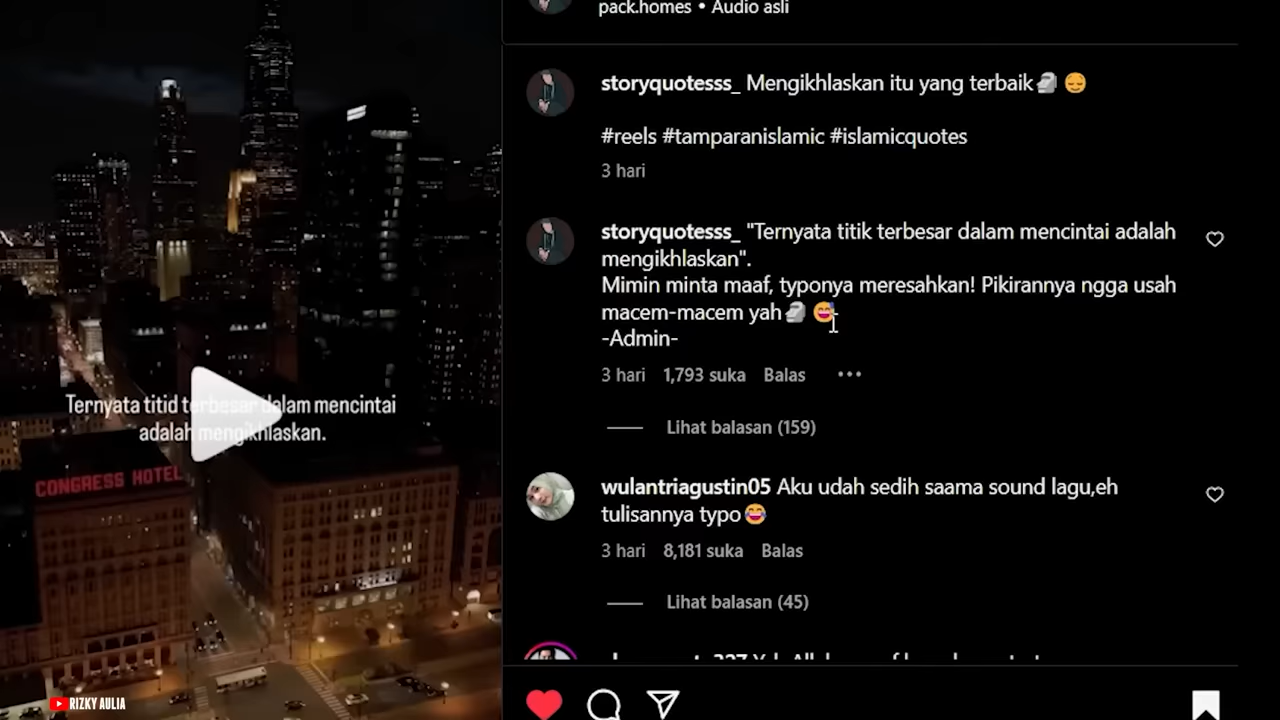 pack.homes • Audio asli
storyquotesss_ Mengikhlaskan itu yang terbaik🗿 😌
#reels #tamparanislamic #islamicquotes
3 hari
storyquotesss_ "Ternyata titik terbesar dalam mencintai adalah
mengikhlaskan".
Mimin minta maaf, typonya meresahkan! Pikirannya ngga usah
macem-macem yah🗿 😅
-Admin-
3 hari 1,793 suka Balas •••
Lihat balasan (159)
wulantriagustin05 Aku udah sedih saama sound lagu,eh
tulisannya typo😂
3 hari 8,181 suka Balas
Lihat balasan (45)
Ternyata titid terbesar dalam mencintai
adalah mengikhlaskan.
CONGRESS HOTEL
RIZKY AULIA